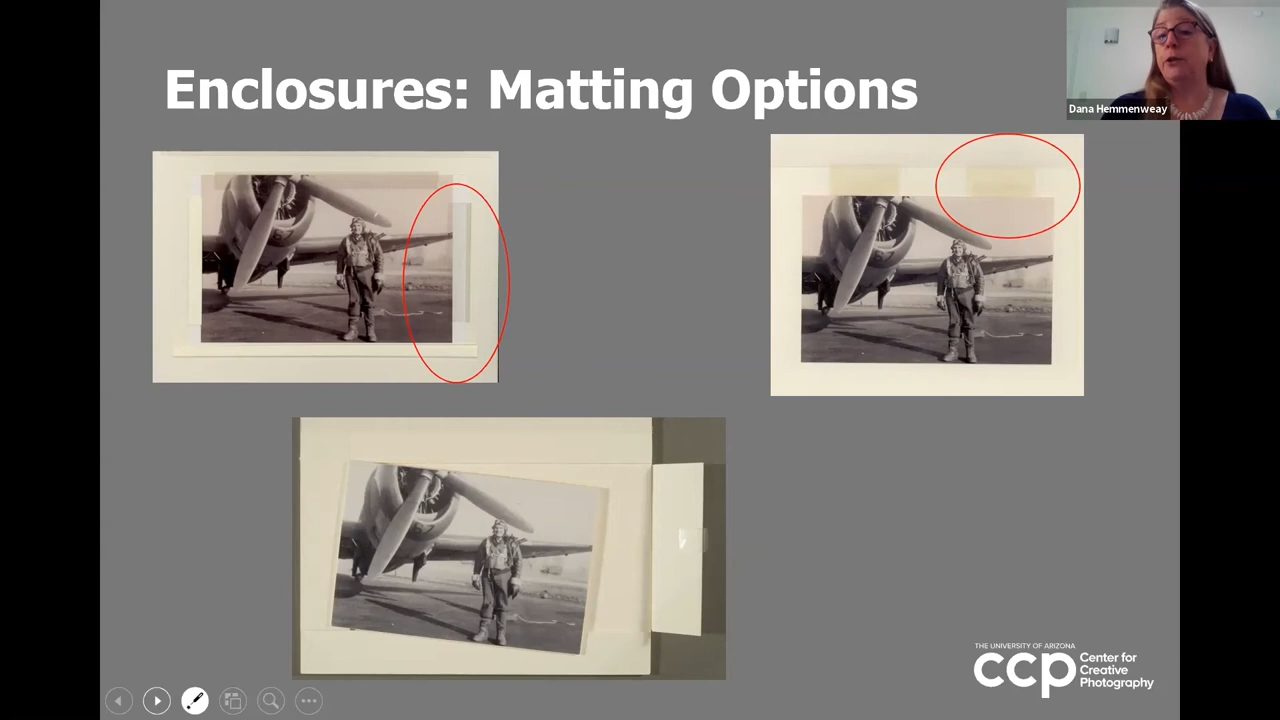 Enclosures: Matting Options
Dana Hemmenweay
THE UNIVERSITY OF ARIZONA
ccp
Center for
Creative
Photography